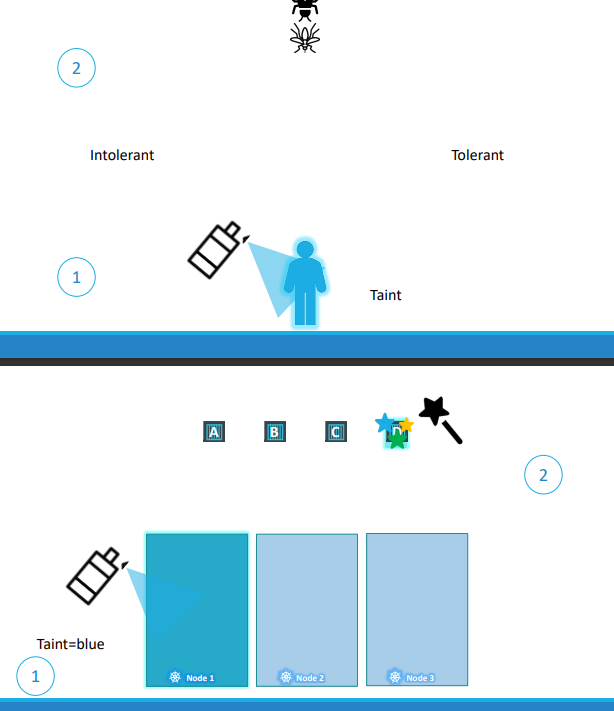 2
Intolerant
Tolerant
1
Taint
A
B
C
D
2
Taint=blue
1
Node 1
Node 2
Node 3